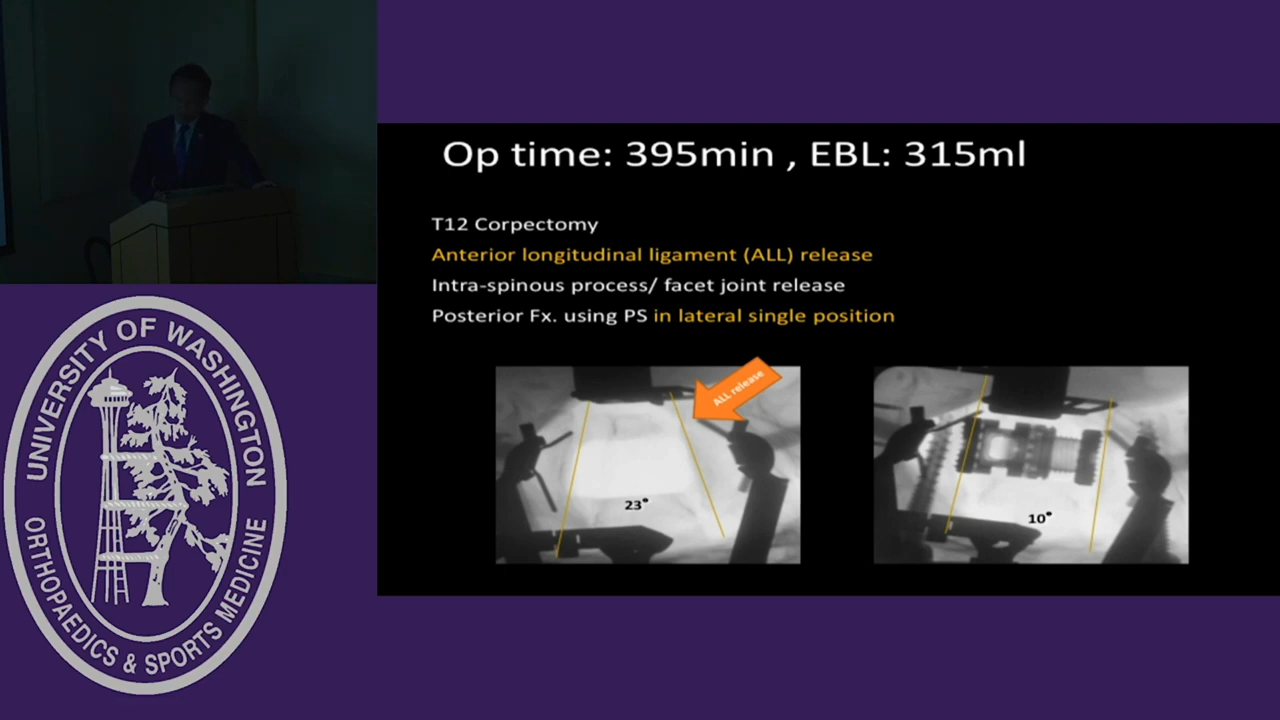 Op time: 395min , EBL: 315ml
T12 Corpectomy
Anterior longitudinal ligament (ALL) release
Intra-spinous process/ facet joint release
Posterior Fx. using PS in lateral single position
ALL release
23°
10°
UNIVERSITY OF WASHINGTON
ORTHOPAEDICS & SPORTS MEDICINE